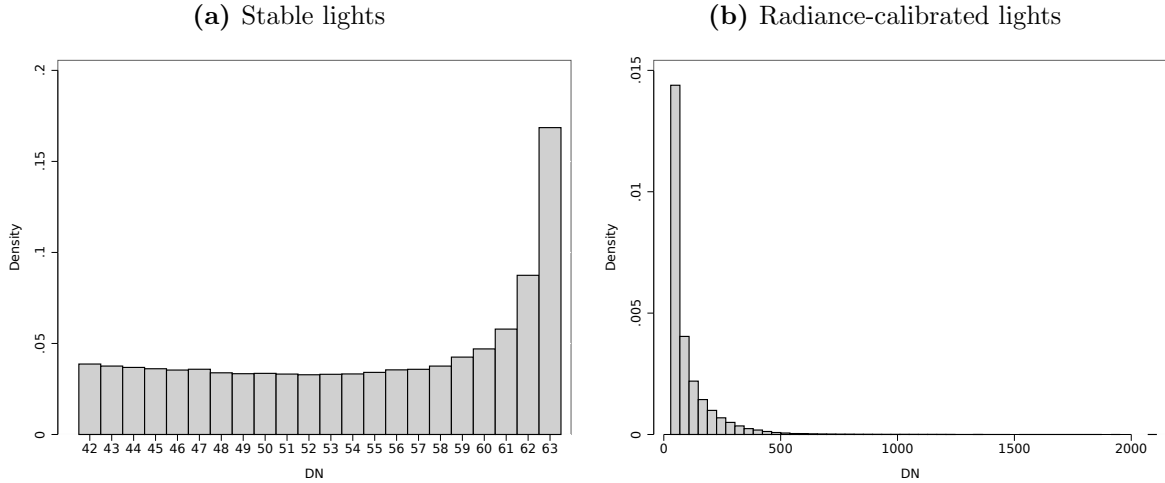 (a) Stable lights
.2
.15
.1
.05
0
Density
42 43 44 45 46 47 48 49 50 51 52 53 54 55 56 57 58 59 60 61 62 63
DN
(b) Radiance-calibrated lights
.015
.01
.005
0
Density
0 500 1000 1500 2000
DN